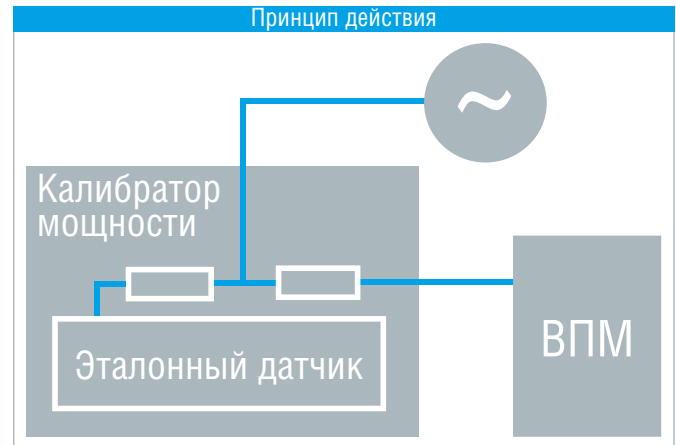 Принцип действия
~
Калибратор
мощности
Эталонный датчик
ВПМ